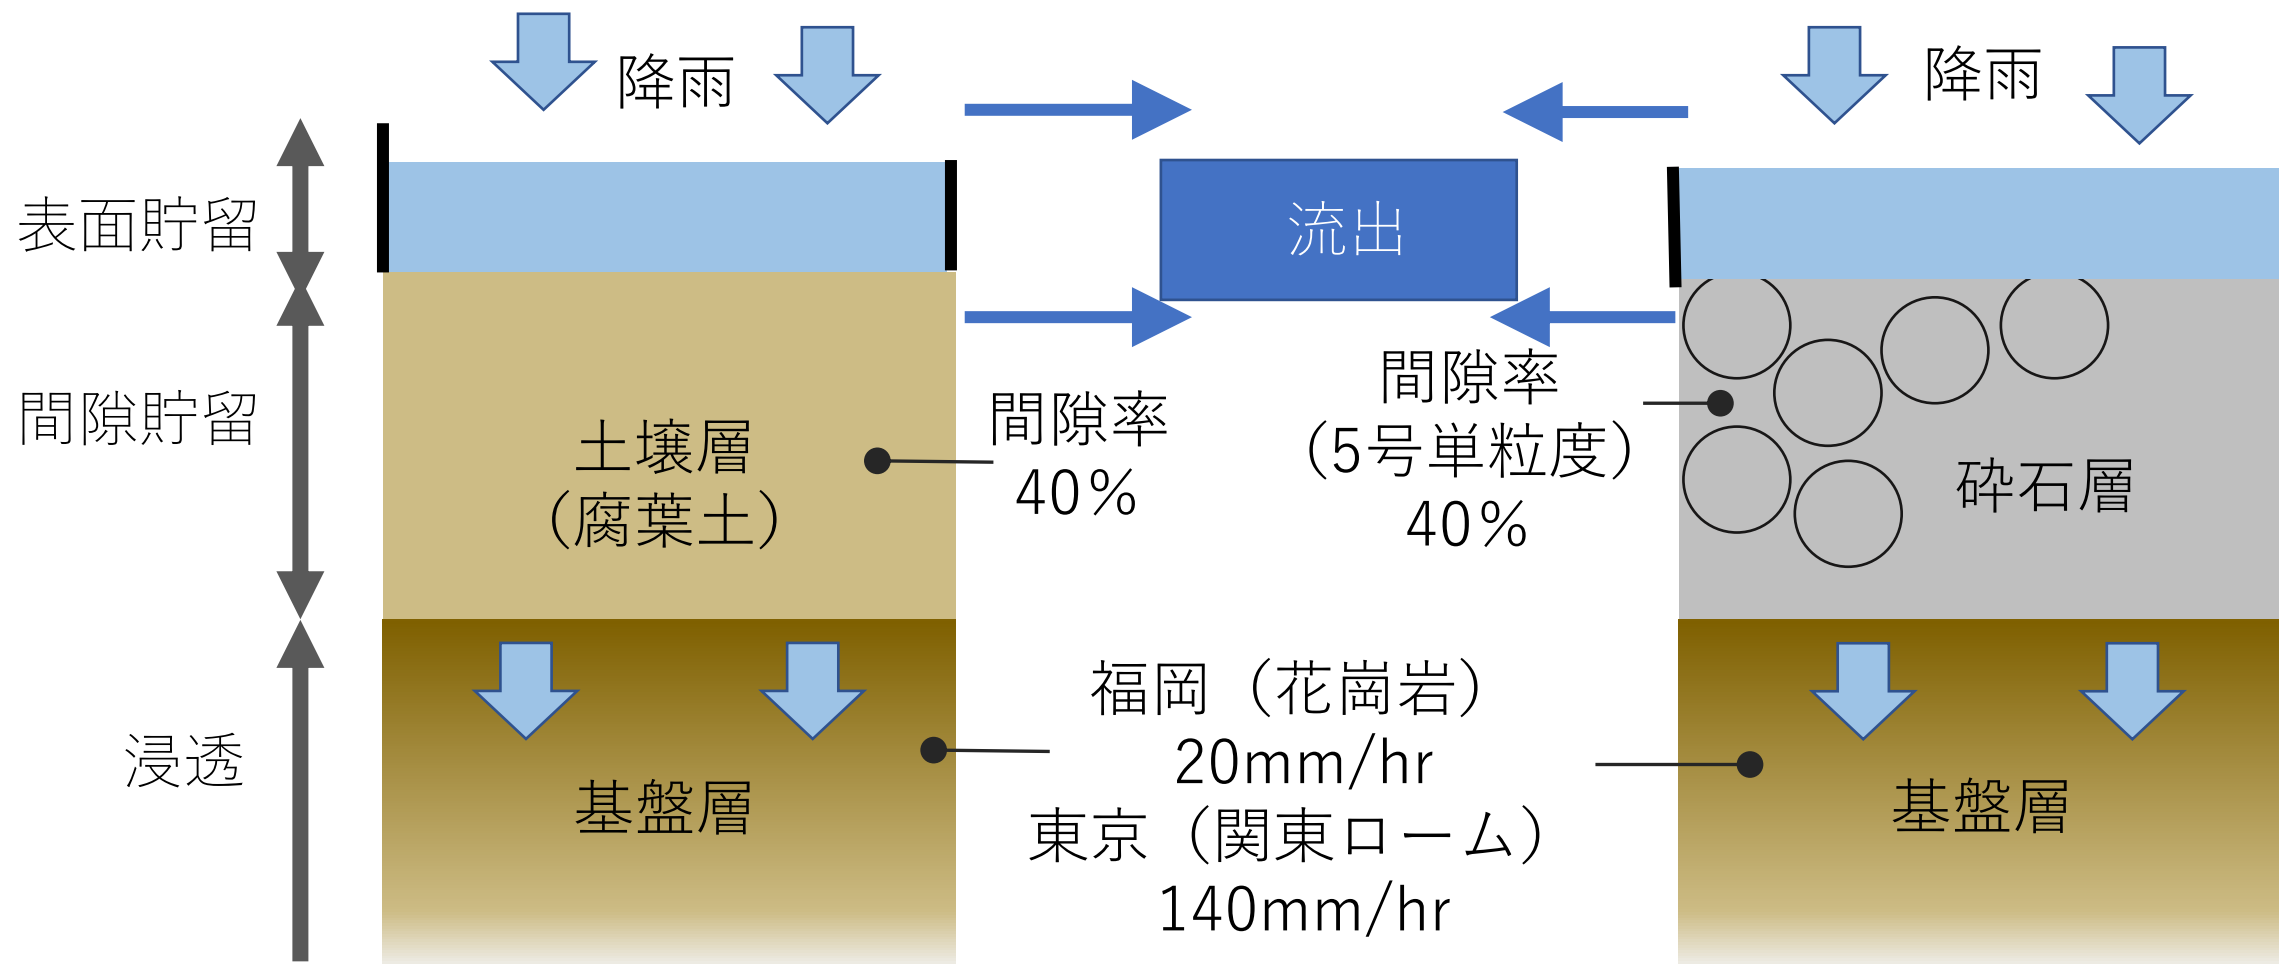 降雨
降雨
表面貯留
流出
間隙貯留
土壌層
（腐葉土）
間隙率
40%
間隙率
（5号単粒度）
40%
砕石層
浸透
基盤層
福岡（花崗岩）
20mm/hr
東京（関東ローム）
140mm/hr
基盤層